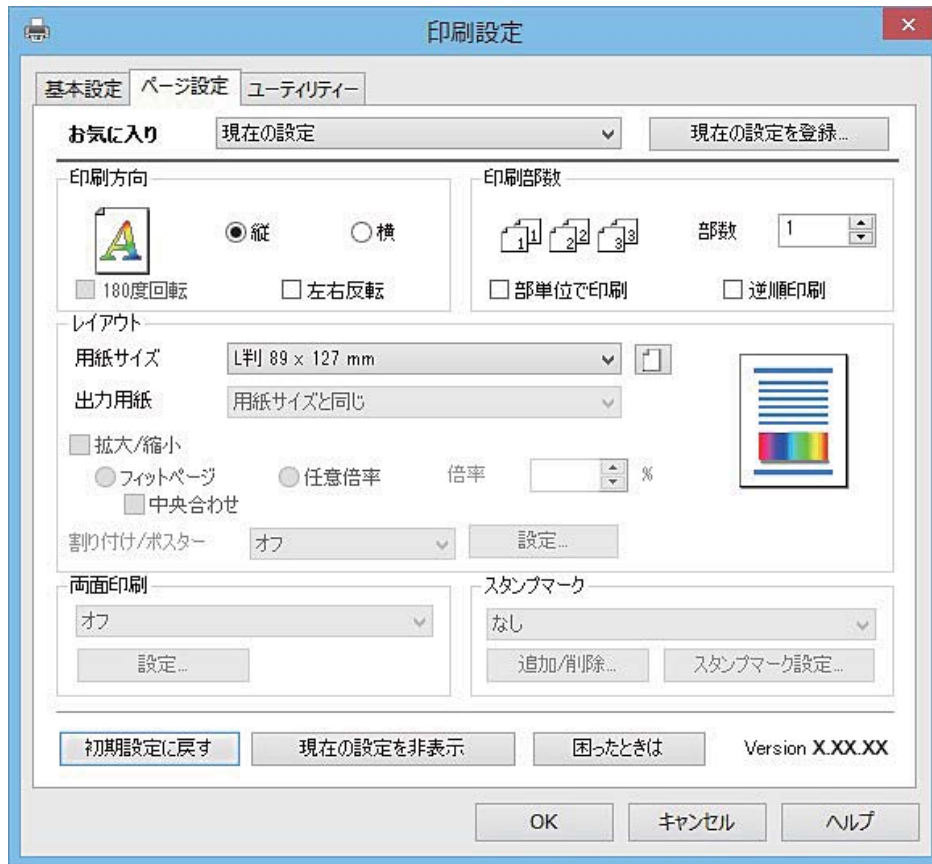 印刷設定
基本設定 ページ設定 ユーティリティー
お気に入り 現在の設定 現在の設定を登録...
印刷方向 印刷部数
A 縦 横 1 1 2 2 3 3 部数 1
180度回転 左右反転 部単位で印刷 逆順印刷
レイアウト
用紙サイズ L判 89 x 127 mm
出力用紙 用紙サイズと同じ
拡大/縮小
フィットページ 任意倍率 倍率 %
中央合わせ
割り付け/ポスター オフ 設定...
両面印刷 スタンプマーク
オフ なし
設定... 追加/削除... スタンプマーク設定...
初期設定に戻す 現在の設定を非表示 困ったときは Version X.XX.XX
OK キャンセル ヘルプ